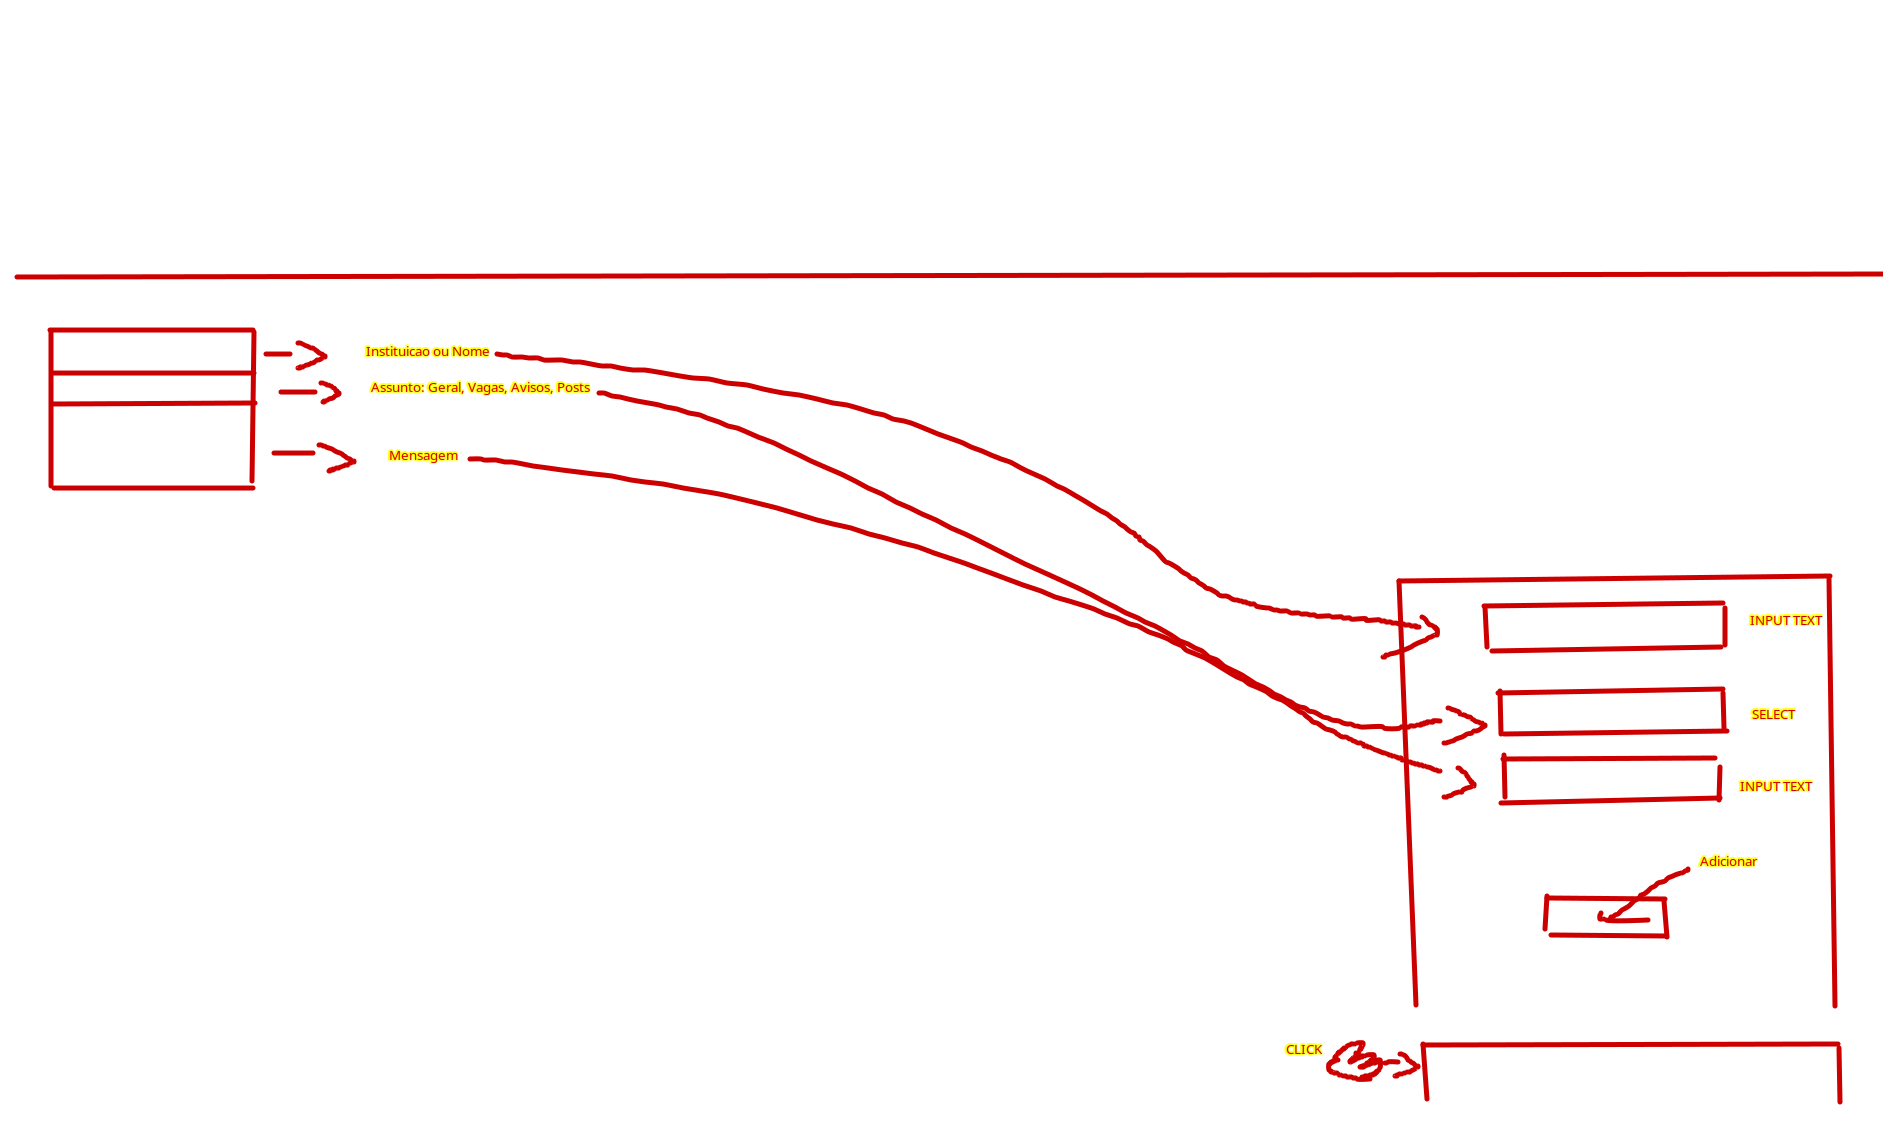 Instituicao ou Nome
Assunto: Geral, Vagas, Avisos, Posts
Mensagem
INPUT TEXT
SELECT
INPUT TEXT
Adicionar
CLICK